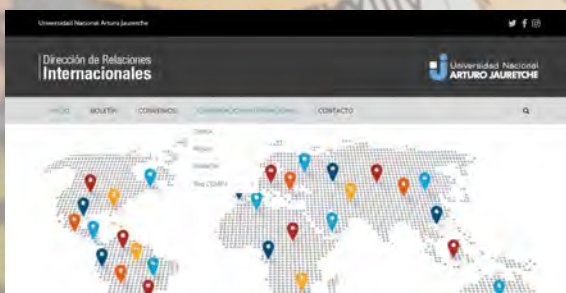 Universidad Nacional Arturo Jauretche
Dirección de Relaciones
Internacionales
Universidad Nacional
ARTURO JAURETCHE
INICIO BOLETÍN CONVENIOS COOPERACIÓN INTERNACIONAL CONTACTO